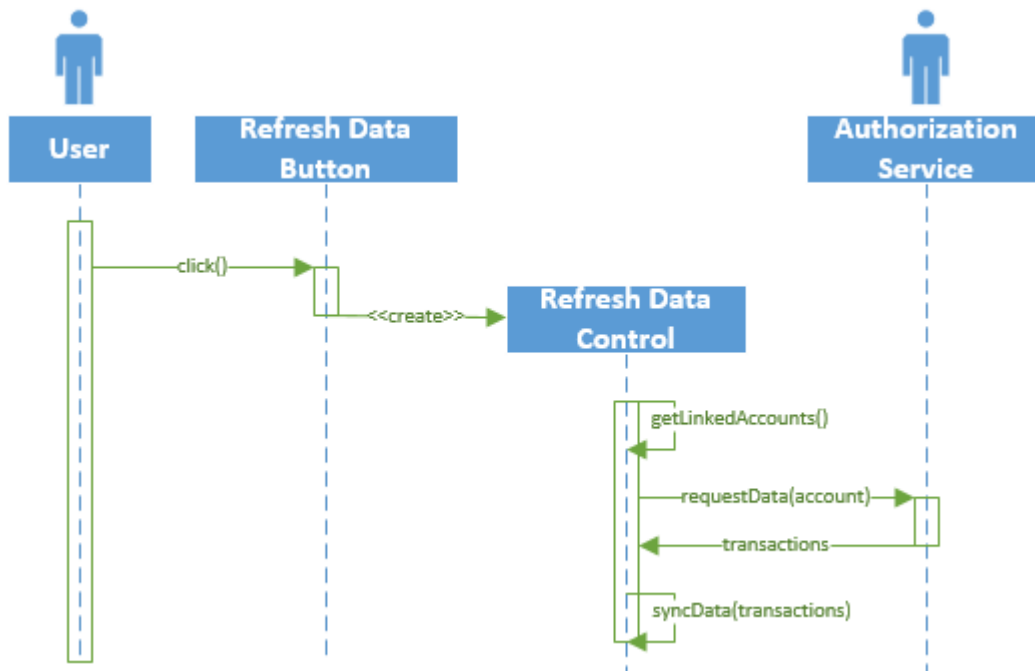 User
Refresh Data
Button
Authorization
Service
click()
<<create>>
Refresh Data
Control
getLinkedAccounts()
requestData(account)
transactions
syncData(transactions)